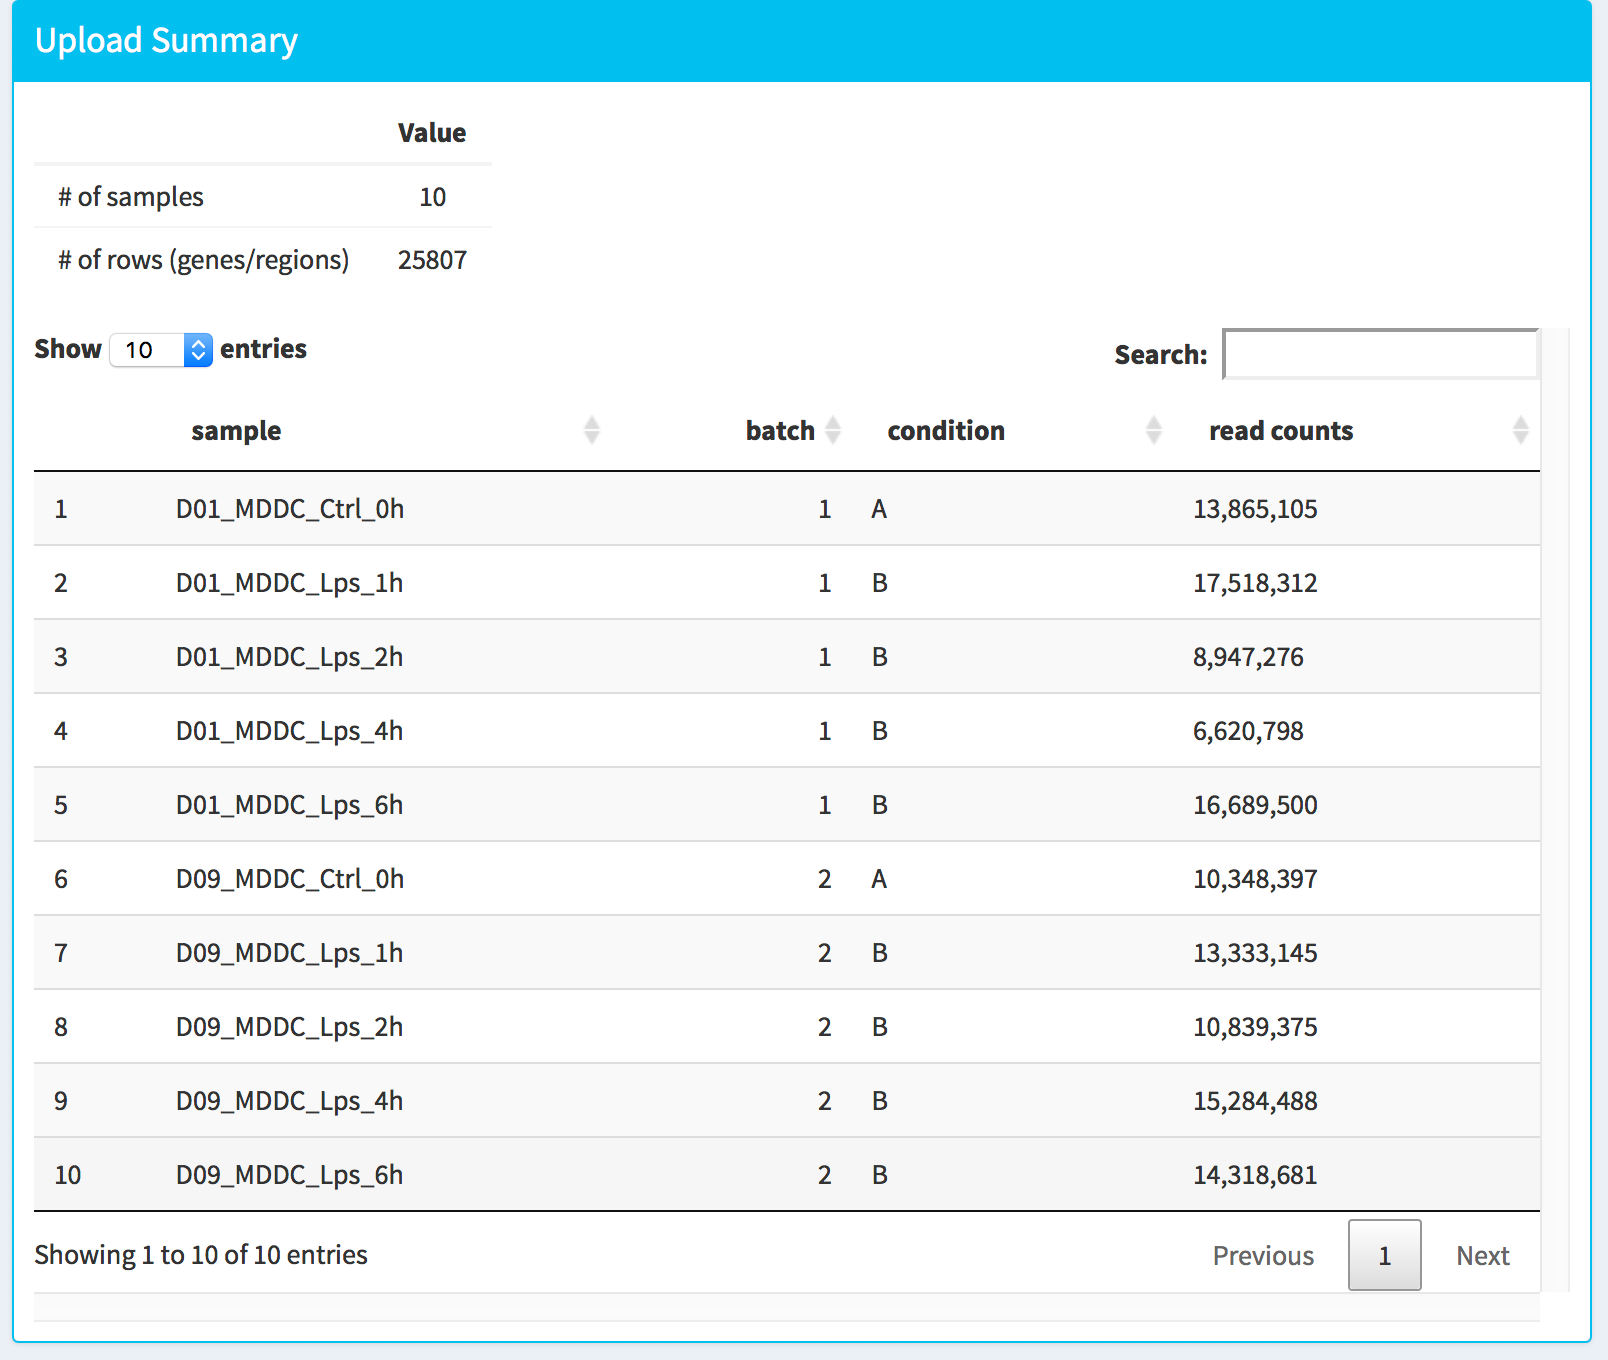 Upload Summary
Value
# of samples 10
# of rows (genes/regions) 25807
Show 10 entries Search:
sample batch condition read counts
1 D01_MDDC_Ctrl_0h 1 A 13,865,105
2 D01_MDDC_Lps_1h 1 B 17,518,312
3 D01_MDDC_Lps_2h 1 B 8,947,276
4 D01_MDDC_Lps_4h 1 B 6,620,798
5 D01_MDDC_Lps_6h 1 B 16,689,500
6 D09_MDDC_Ctrl_0h 2 A 10,348,397
7 D09_MDDC_Lps_1h 2 B 13,333,145
8 D09_MDDC_Lps_2h 2 B 10,839,375
9 D09_MDDC_Lps_4h 2 B 15,284,488
10 D09_MDDC_Lps_6h 2 B 14,318,681
Showing 1 to 10 of 10 entries Previous 1 Next